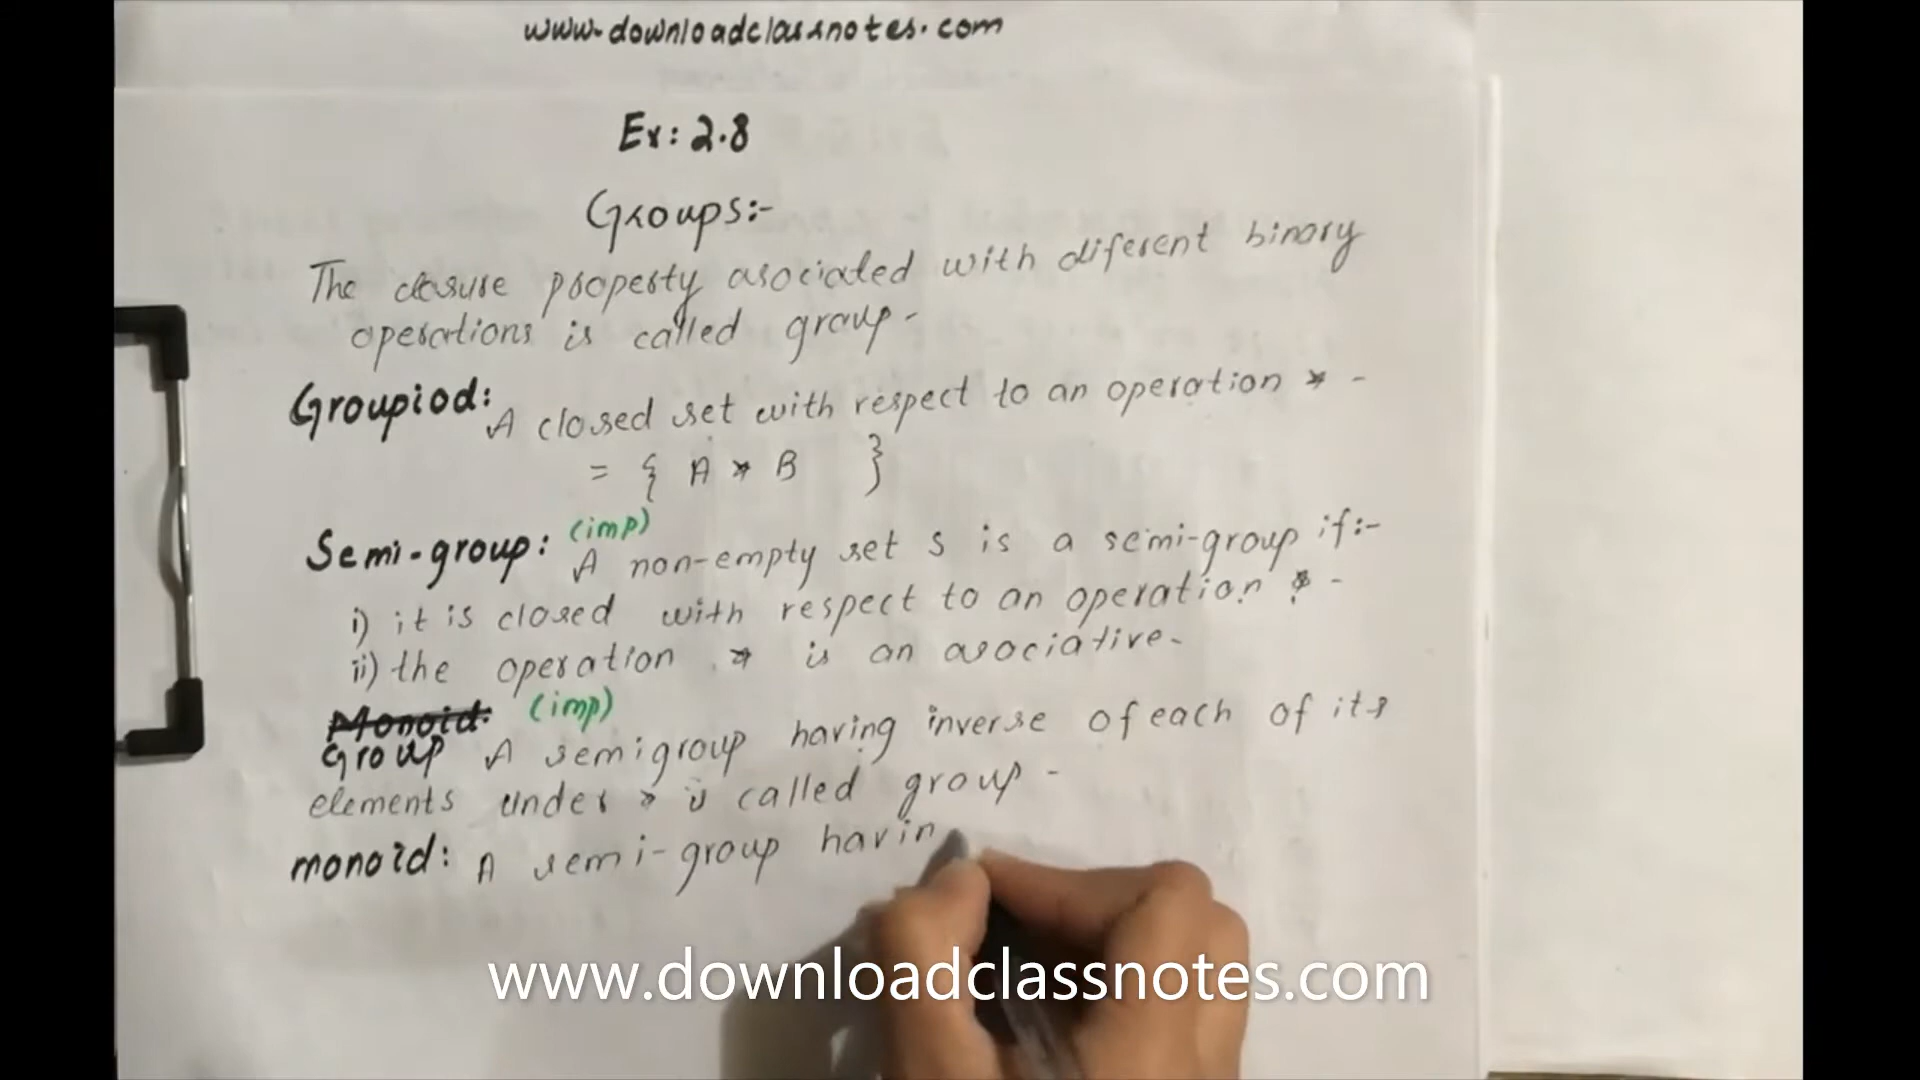 www.downloadclassnotes.com
Ex: 2.8
Groups:-
The closure property asociated with diferent binary
operations is called group-
Groupiod: A closed set with respect to an operation * -
= { A * B }
Semi-group: (imp) A non-empty set S is a semi-group if:-
i) it is closed with respect to an operation * -
ii) the operation * is an asociative-
Monoid: (imp)
Group A semigroup having inverse of each of its
elements under * is called group-
monoid: A semi-group havin
www.downloadclassnotes.com